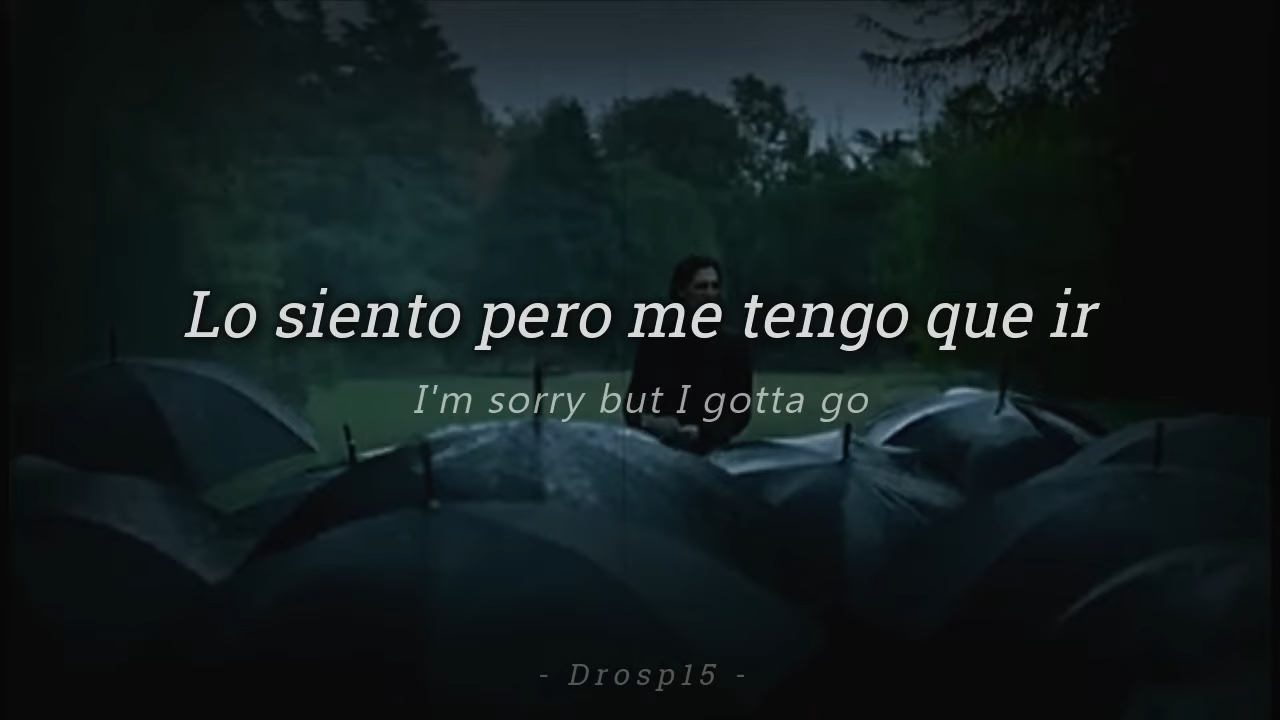 Lo siento pero me tengo que ir
I'm sorry but I gotta go
- Drosp15 -